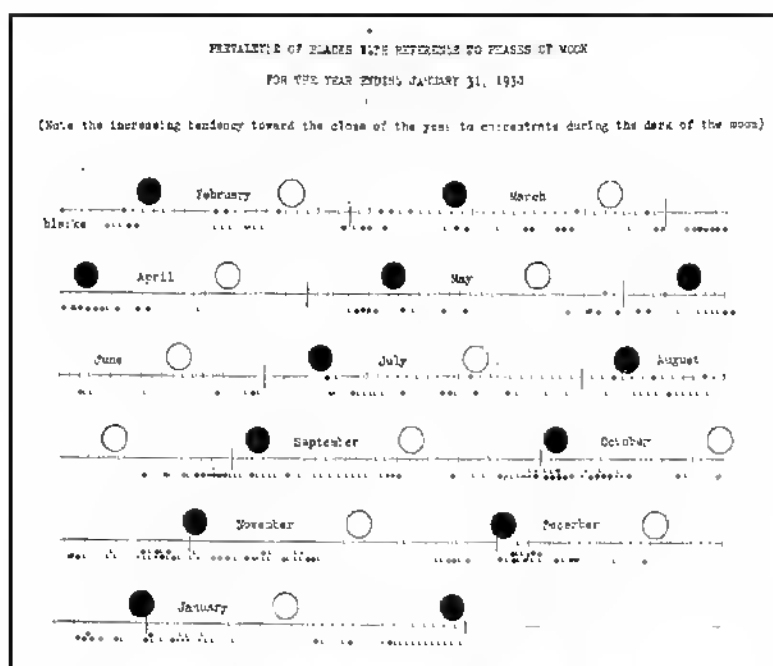 PREVALENCE OF BLACKS WITH REFERENCE TO PHASES OF MOON
FOR THE YEAR ENDING JANUARY 31, 1930
(Note the increasing tendency toward the close of the year to concentrate during the dark of the moon)
February March
blacks
April May
June July August
September October
November December
January